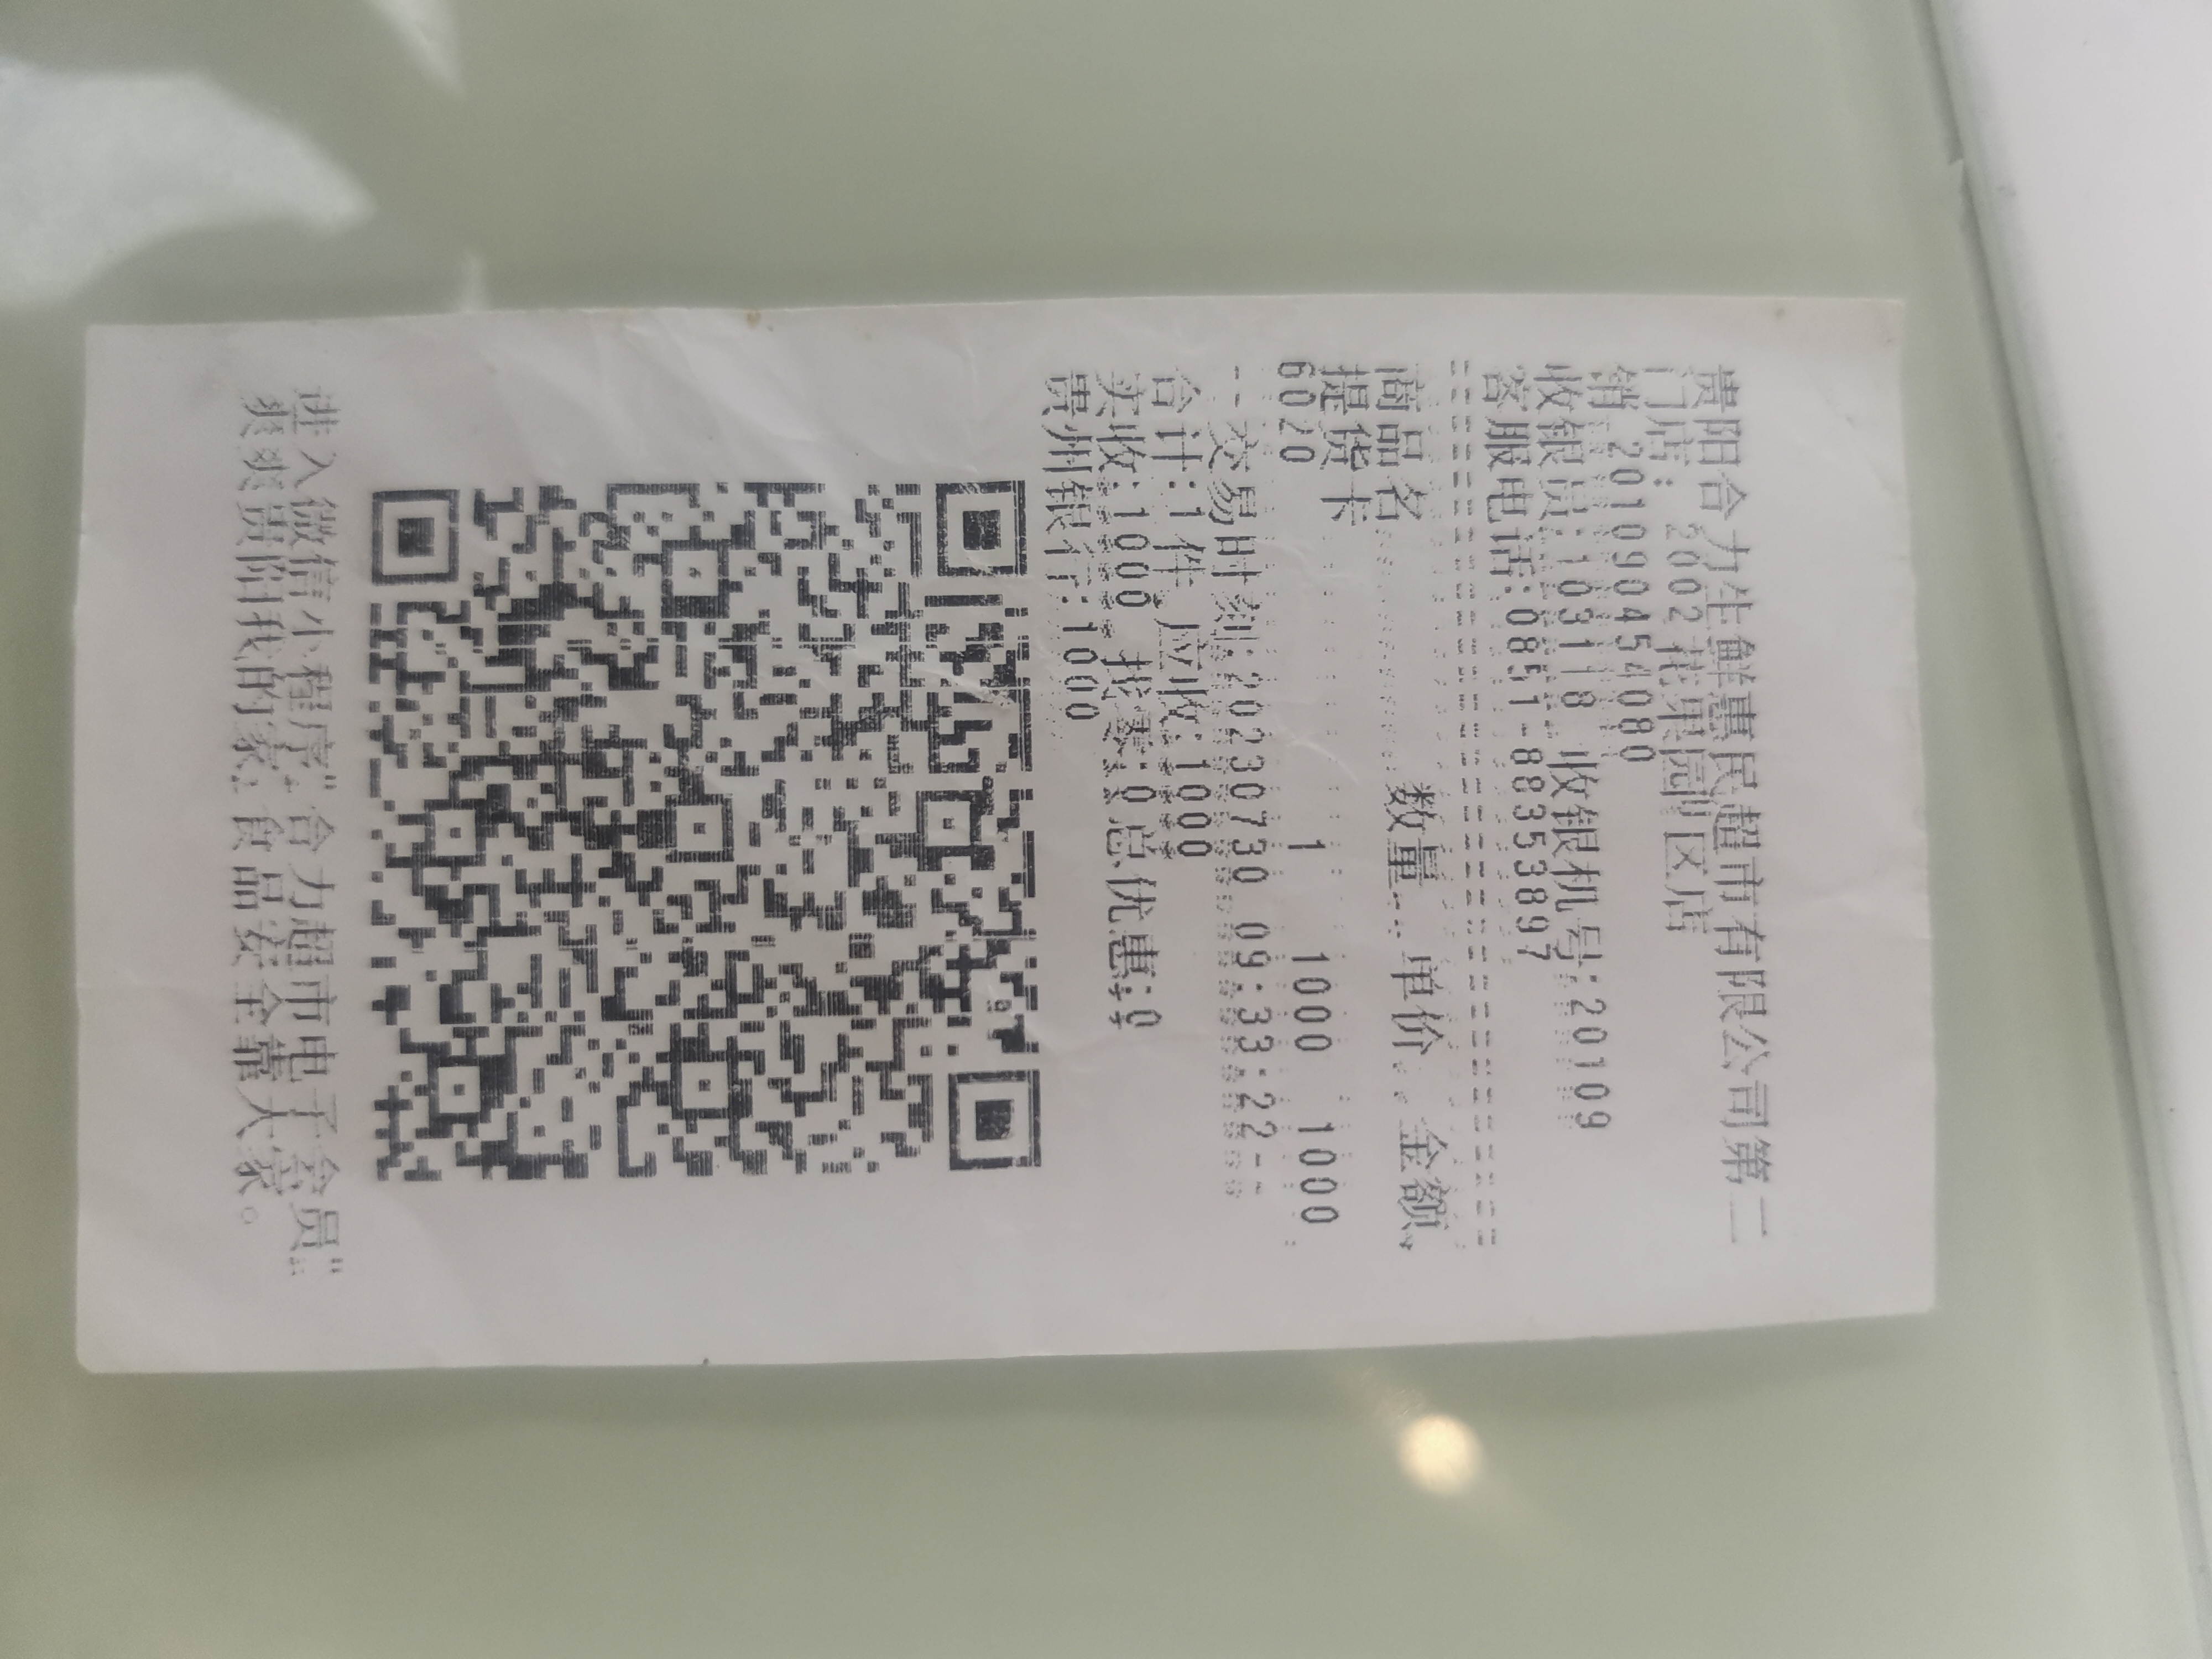 贵阳合力生鲜惠民超市有限公司第二
门店: 2002花果园F区店
销 201090454080
收银员:103118 收银机号:20109
客服电话:0851-88353897
================================
商品名 数量 单价 金额
提货卡
6020 1 1000 1000
--交易时刻:20230730 09:33:22--
合计:1件 应收:1000
实收:1000 找零:0总优惠:0
贵州银行:1000
进入微信小程序"合力超市电子会员"
爽爽贵阳我的家,食品安全靠大家。